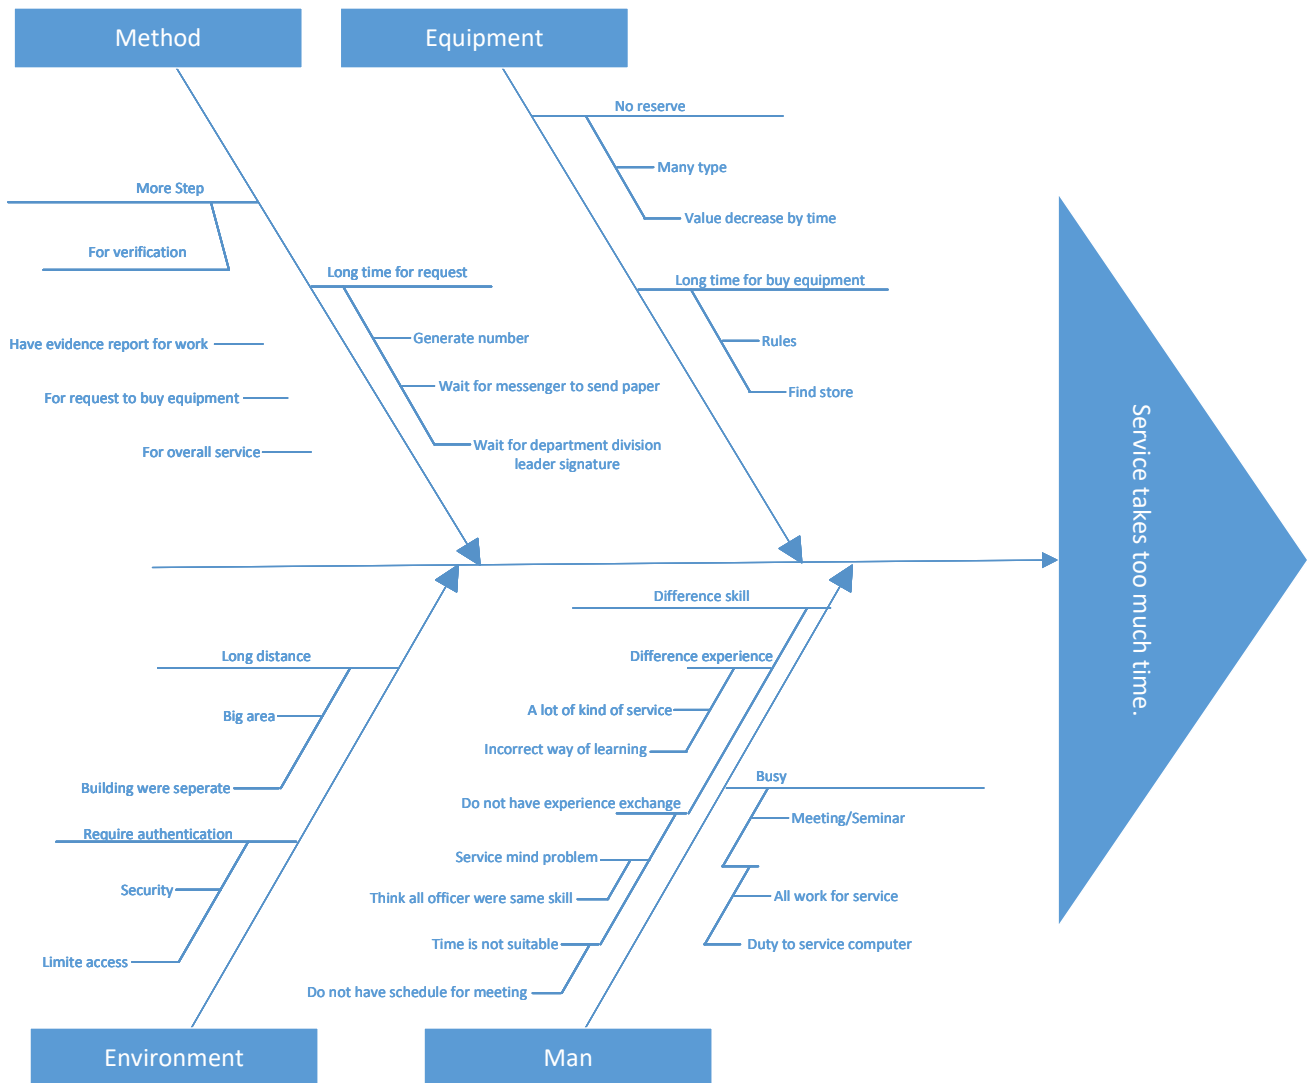 Method
Equipment
No reserve
Many type
Value decrease by time
More Step
For verification
Long time for request
Long time for buy equipment
Generate number
Rules
Have evidence report for work
Wait for messenger to send paper
Find store
For request to buy equipment
For overall service
Wait for department division
leader signature
Service takes too much time.
Difference skill
Long distance
Difference experience
Big area
A lot of kind of service
Incorrect way of learning
Building were seperate
Busy
Do not have experience exchange
Meeting/Seminar
Require authentication
Service mind problem
Security
Think all officer were same skill
All work for service
Time is not suitable
Duty to service computer
Limite access
Do not have schedule for meeting
Environment
Man